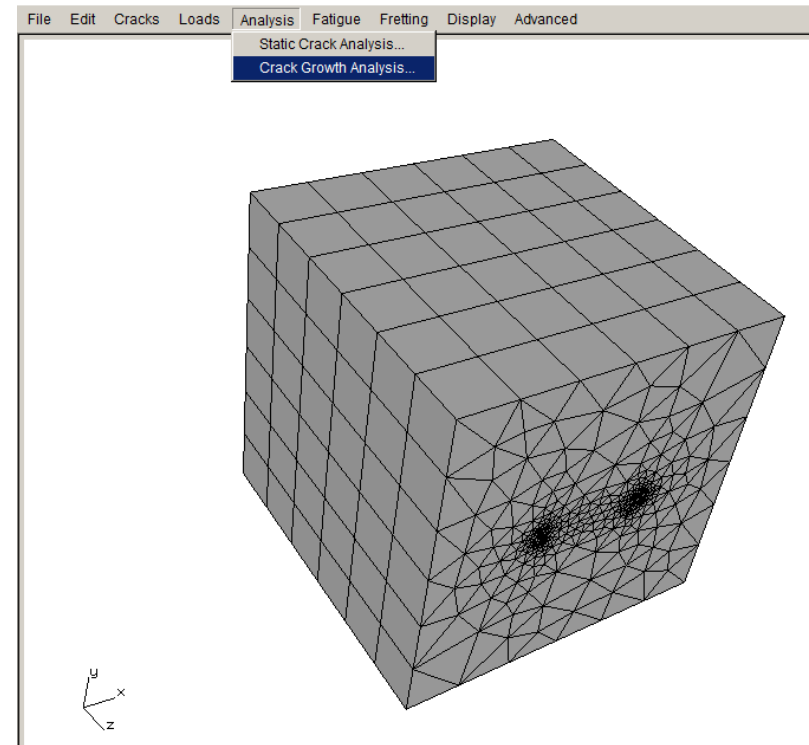 File Edit Cracks Loads Analysis Fatigue Fretting Display Advanced
Static Crack Analysis...
Crack Growth Analysis...
y
x
z